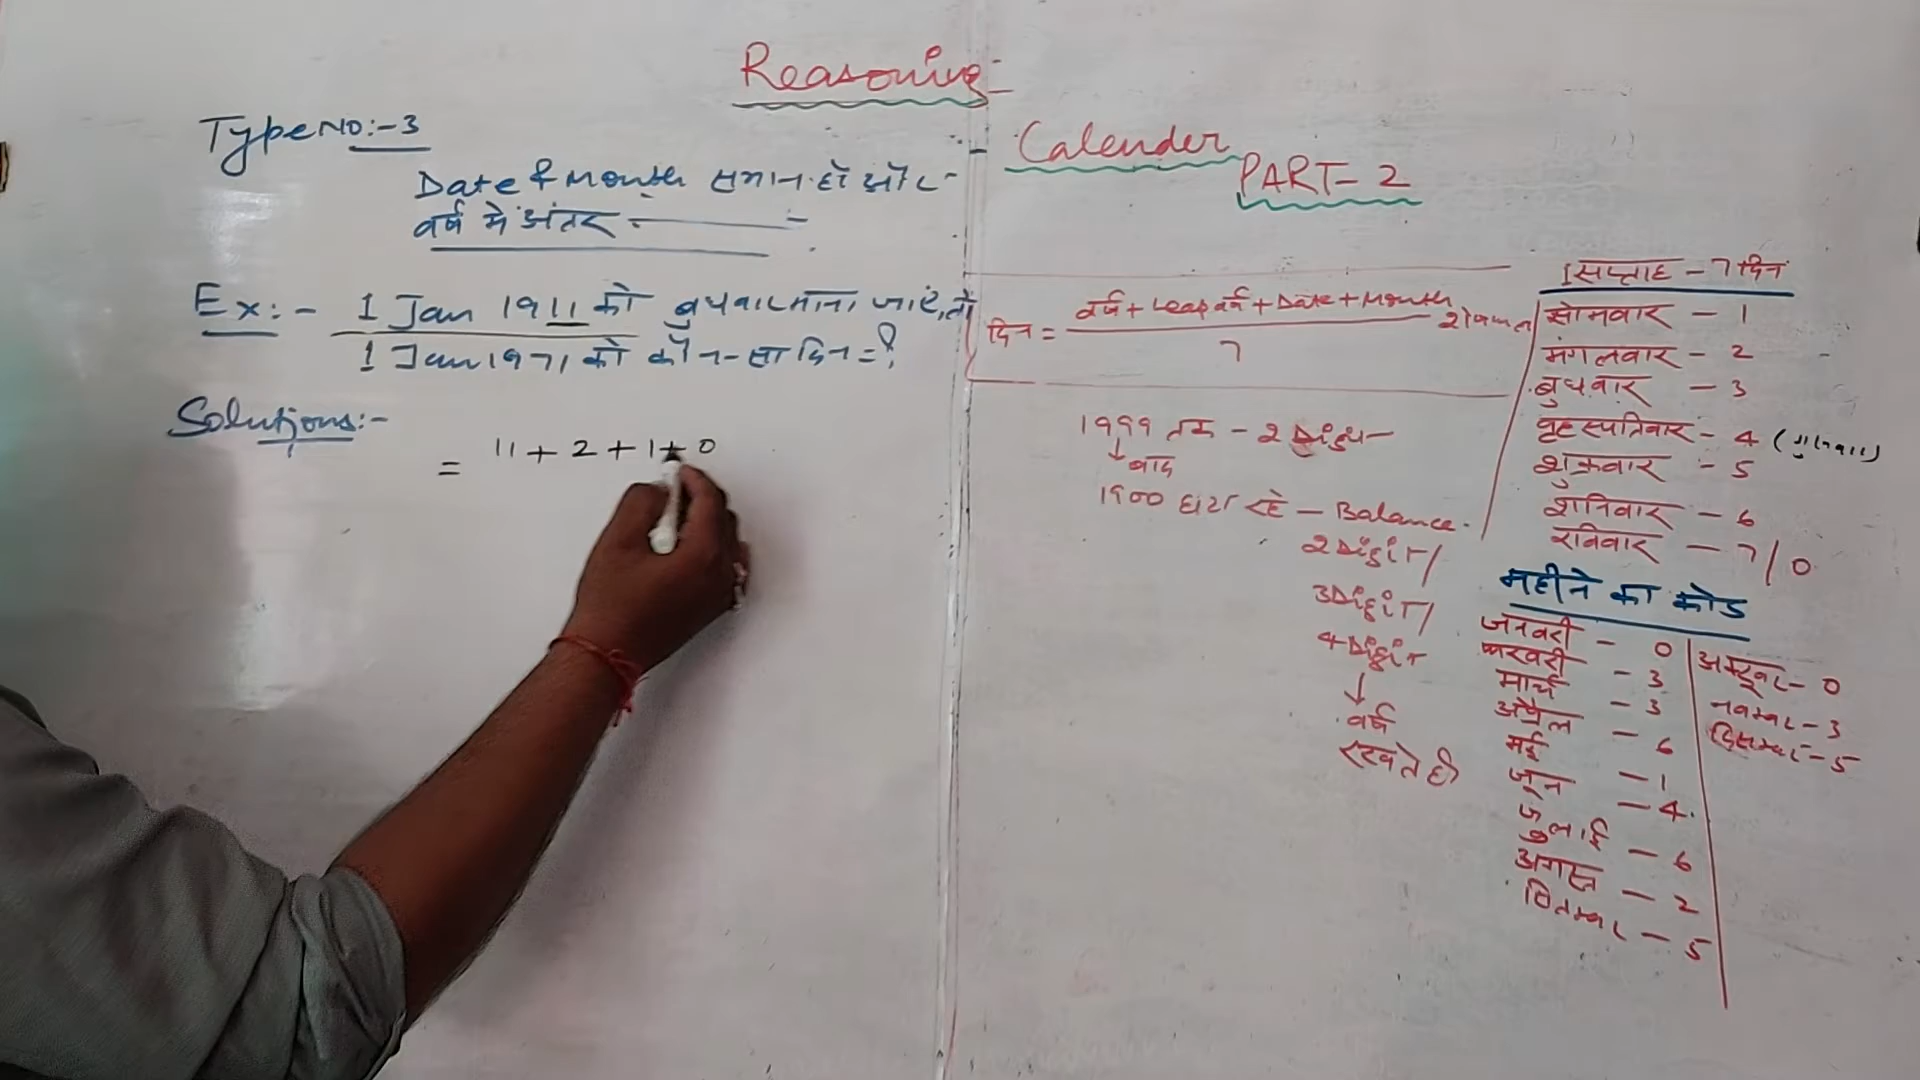 Reasoning:-
Type No:-3
Date & Month समान हो और -
वर्ष में अंतर -
Ex:- 1 Jan 1911 को बुधवार माना जाए, तो
1 Jan 1971 को कौन-सा दिन = ?
Solutions:-
= 11 + 2 + 1 + 0
- Calender
PART-2
दिन = वर्ष + Leap वर्ष + Date + Month
7
1999 तक - 2 Digit
↓ बाद
1900 घटा रहे - Balance.
2 Digit/
3 Digit/
4 Digit
↓
वर्ष
रखते हैं
1 सप्ताह - 7 दिन
सोमवार - 1
मंगलवार - 2
बुधवार - 3
वृहस्पतिवार - 4 (गुरुवार)
शुक्रवार - 5
शनिवार - 6
रविवार - 7/0
महीने का कोड
जनवरी - 0
फरवरी - 3
मार्च - 3
अप्रैल - 6
मई - 1
जून - 4
जुलाई - 6
अगस्त - 2
सितम्बर - 5
अक्टूबर - 0
नवम्बर - 3
दिसम्बर - 5